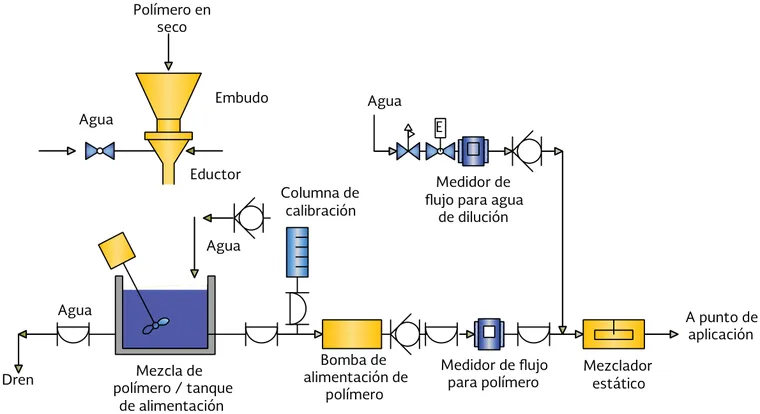 Polímero en
seco
Embudo
Agua
Eductor
Agua
E
Medidor de
flujo para agua
de dilución
Columna de
calibración
Agua
Agua
Dren
Mezcla de
polímero / tanque
de alimentación
Bomba de
alimentación de
polímero
Medidor de flujo
para polímero
Mezclador
estático
A punto de
aplicación